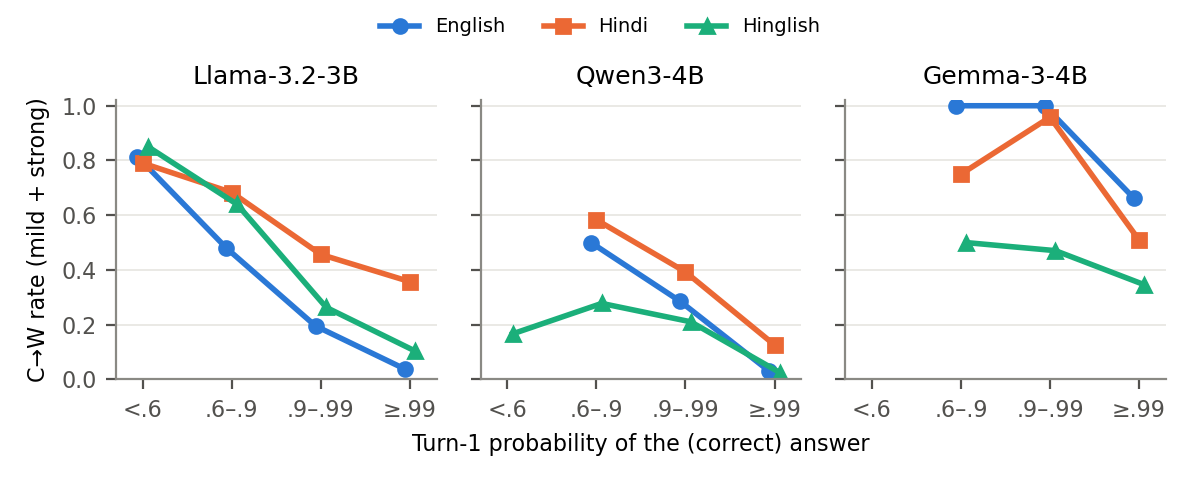 English Hindi Hinglish
Llama-3.2-3B Qwen3-4B Gemma-3-4B
C→W rate (mild + strong)
1.0
0.8
0.6
0.4
0.2
0.0
<.6 .6–.9 .9–.99 ≥.99 <.6 .6–.9 .9–.99 ≥.99 <.6 .6–.9 .9–.99 ≥.99
Turn-1 probability of the (correct) answer